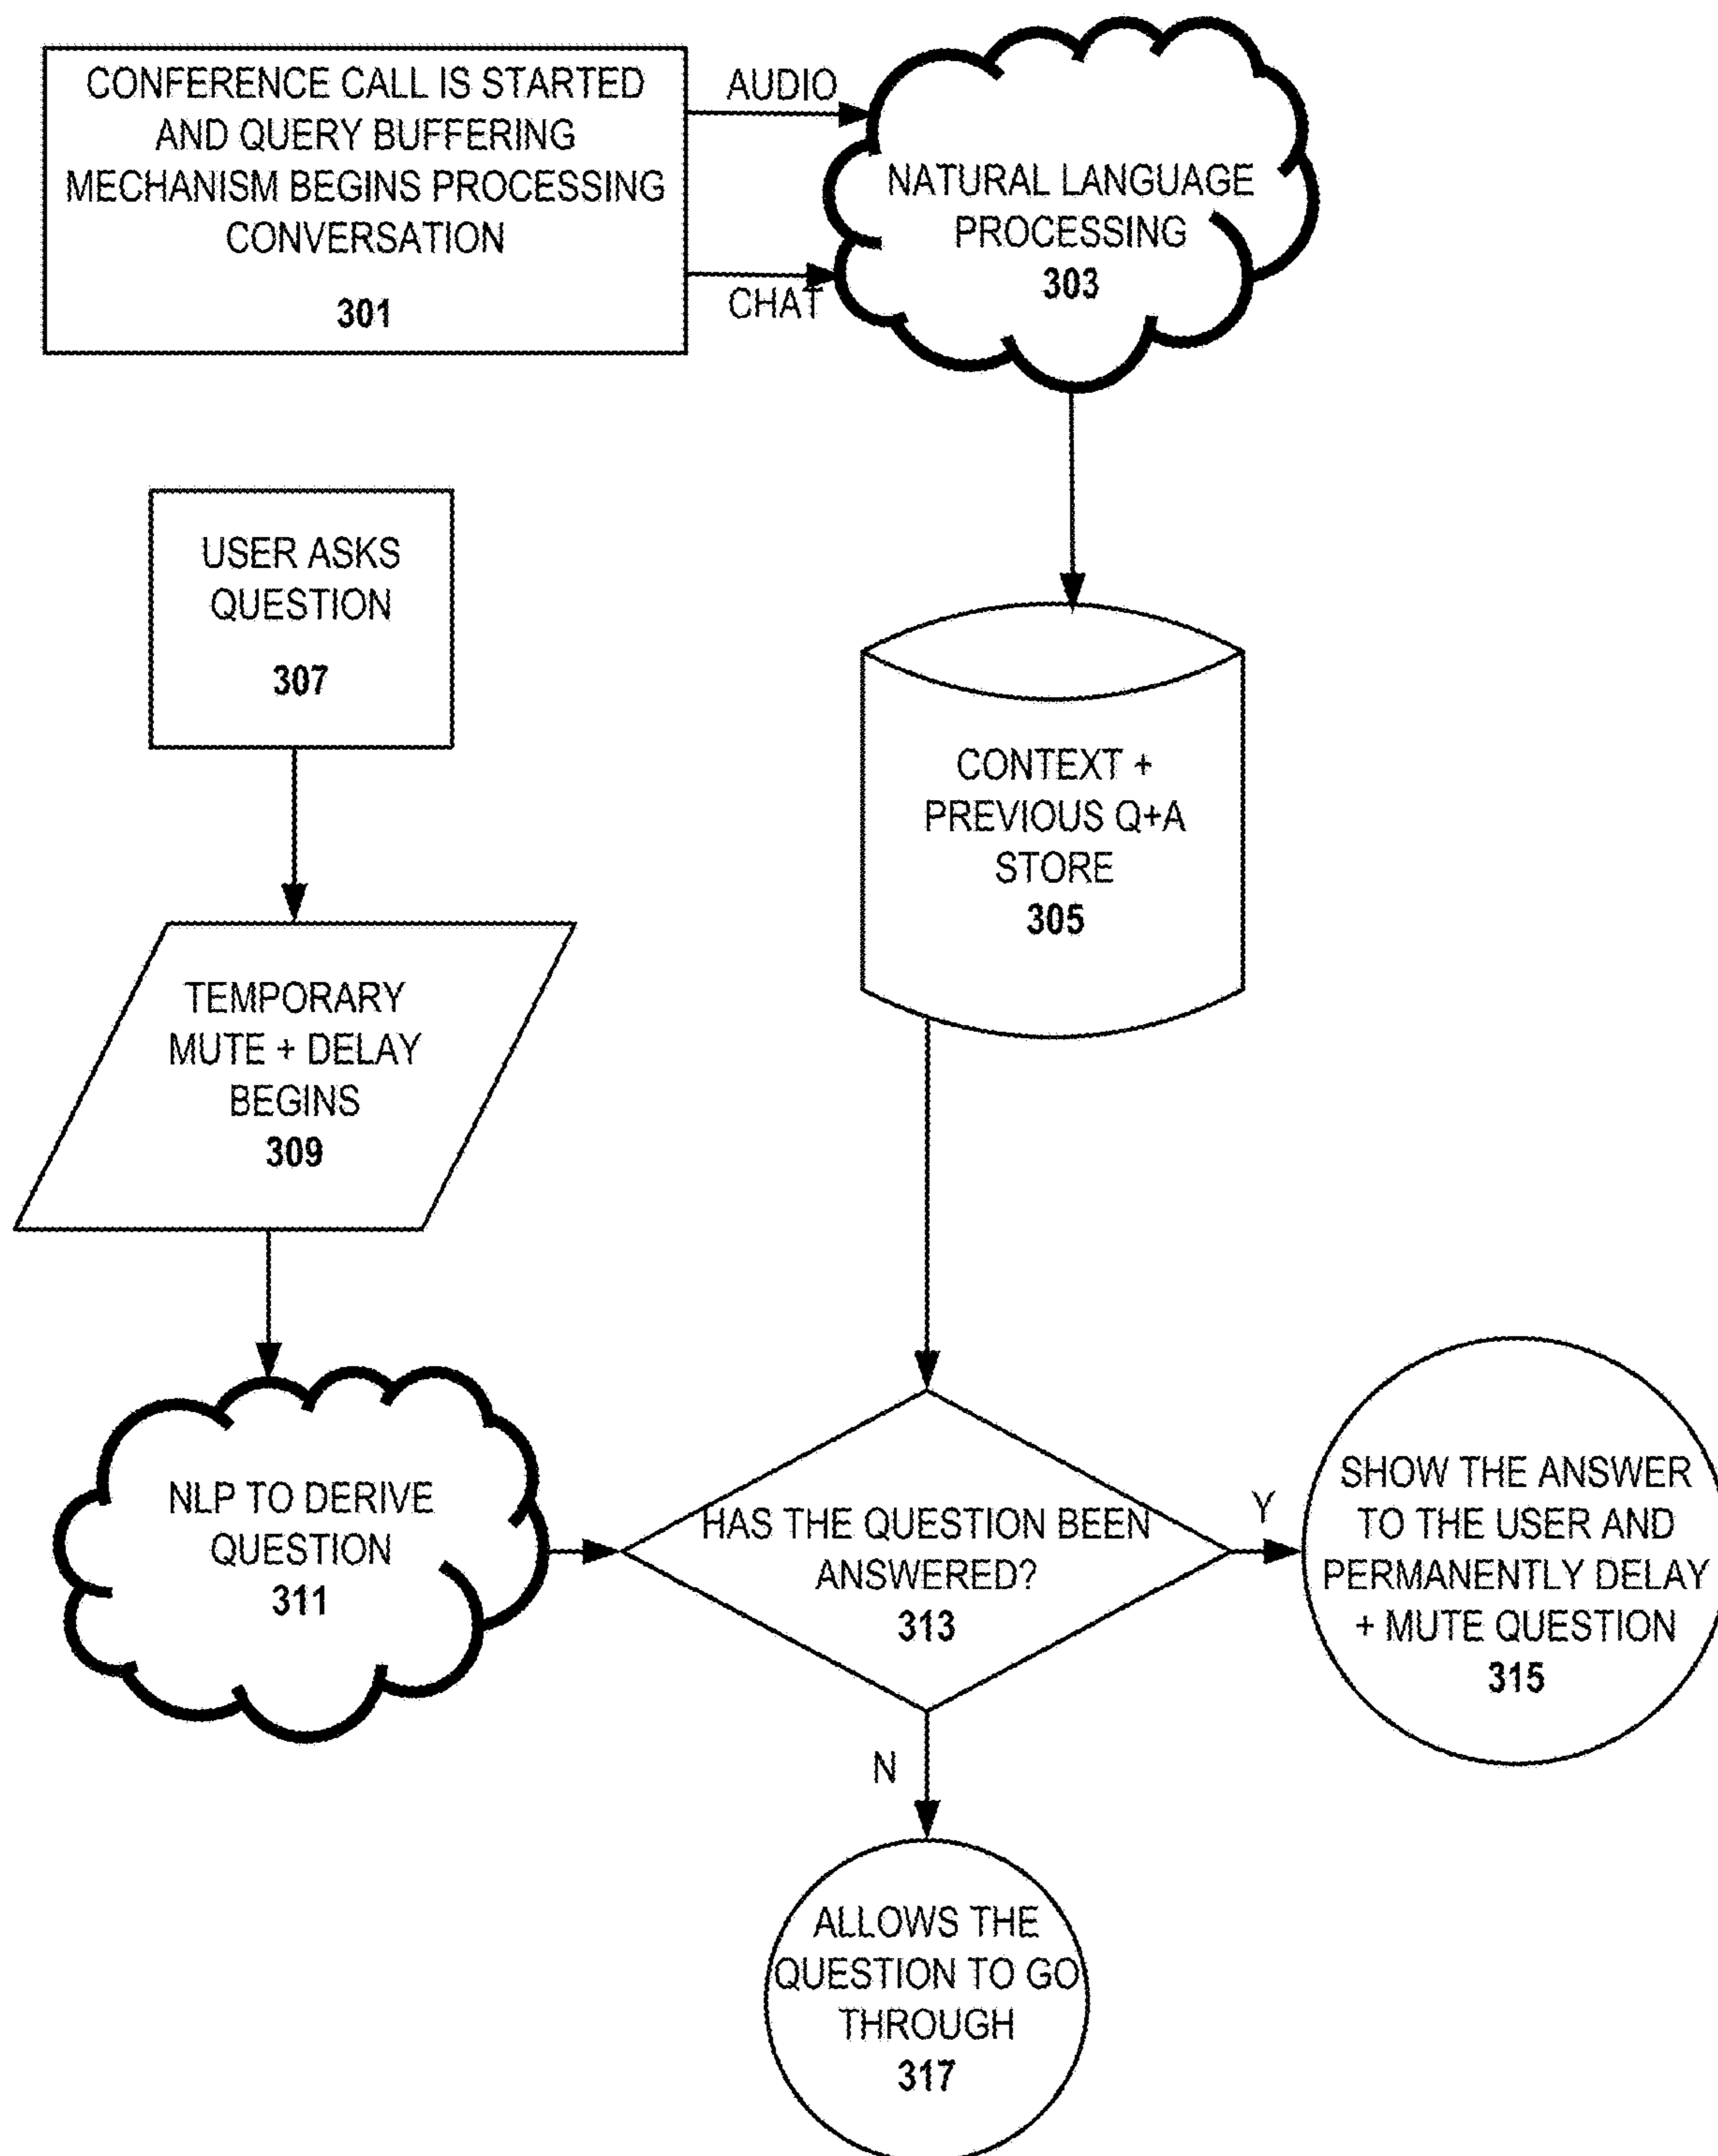 CONFERENCE CALL IS STARTED
AND QUERY BUFFERING
MECHANISM BEGINS PROCESSING
CONVERSATION
301
AUDIO
CHAT
NATURAL LANGUAGE
PROCESSING
303
USER ASKS
QUESTION
307
CONTEXT +
PREVIOUS Q+A
STORE
305
TEMPORARY
MUTE + DELAY
BEGINS
309
NLP TO DERIVE
QUESTION
311
HAS THE QUESTION BEEN
ANSWERED?
313
Y
SHOW THE ANSWER
TO THE USER AND
PERMANENTLY DELAY
+ MUTE QUESTION
315
N
ALLOWS THE
QUESTION TO GO
THROUGH
317